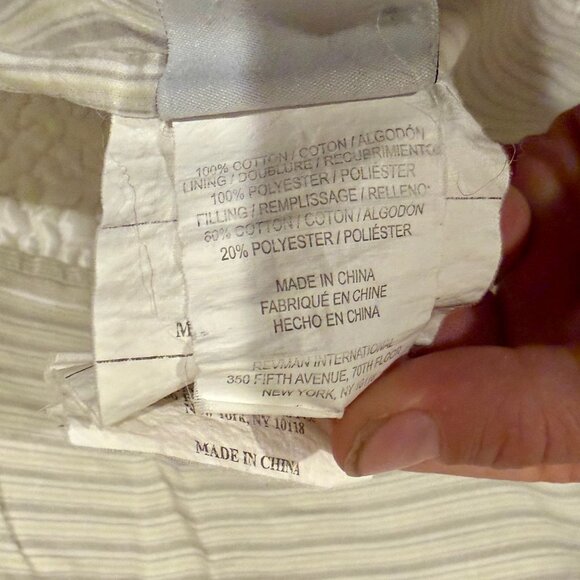 100% COTTON / COTON / ALGODÓN
LINING / DOUBLURE / RECUBRIMIENTO
100% POLYESTER / POLIÉSTER
FILLING / REMPLISSAGE / RELLENO
COTTON / COTON / ALGODON
20% POLYESTER / POLIÉSTER
MADE IN CHINA
FABRIQUÉ EN CHINE
HECHO EN CHINA
REVMAN INTERNATIONAL
350 FIFTH AVENUE, 70TH FLOOR
NEW YORK, NY
M
NEW YORK, NY 10118
MADE IN CHINA